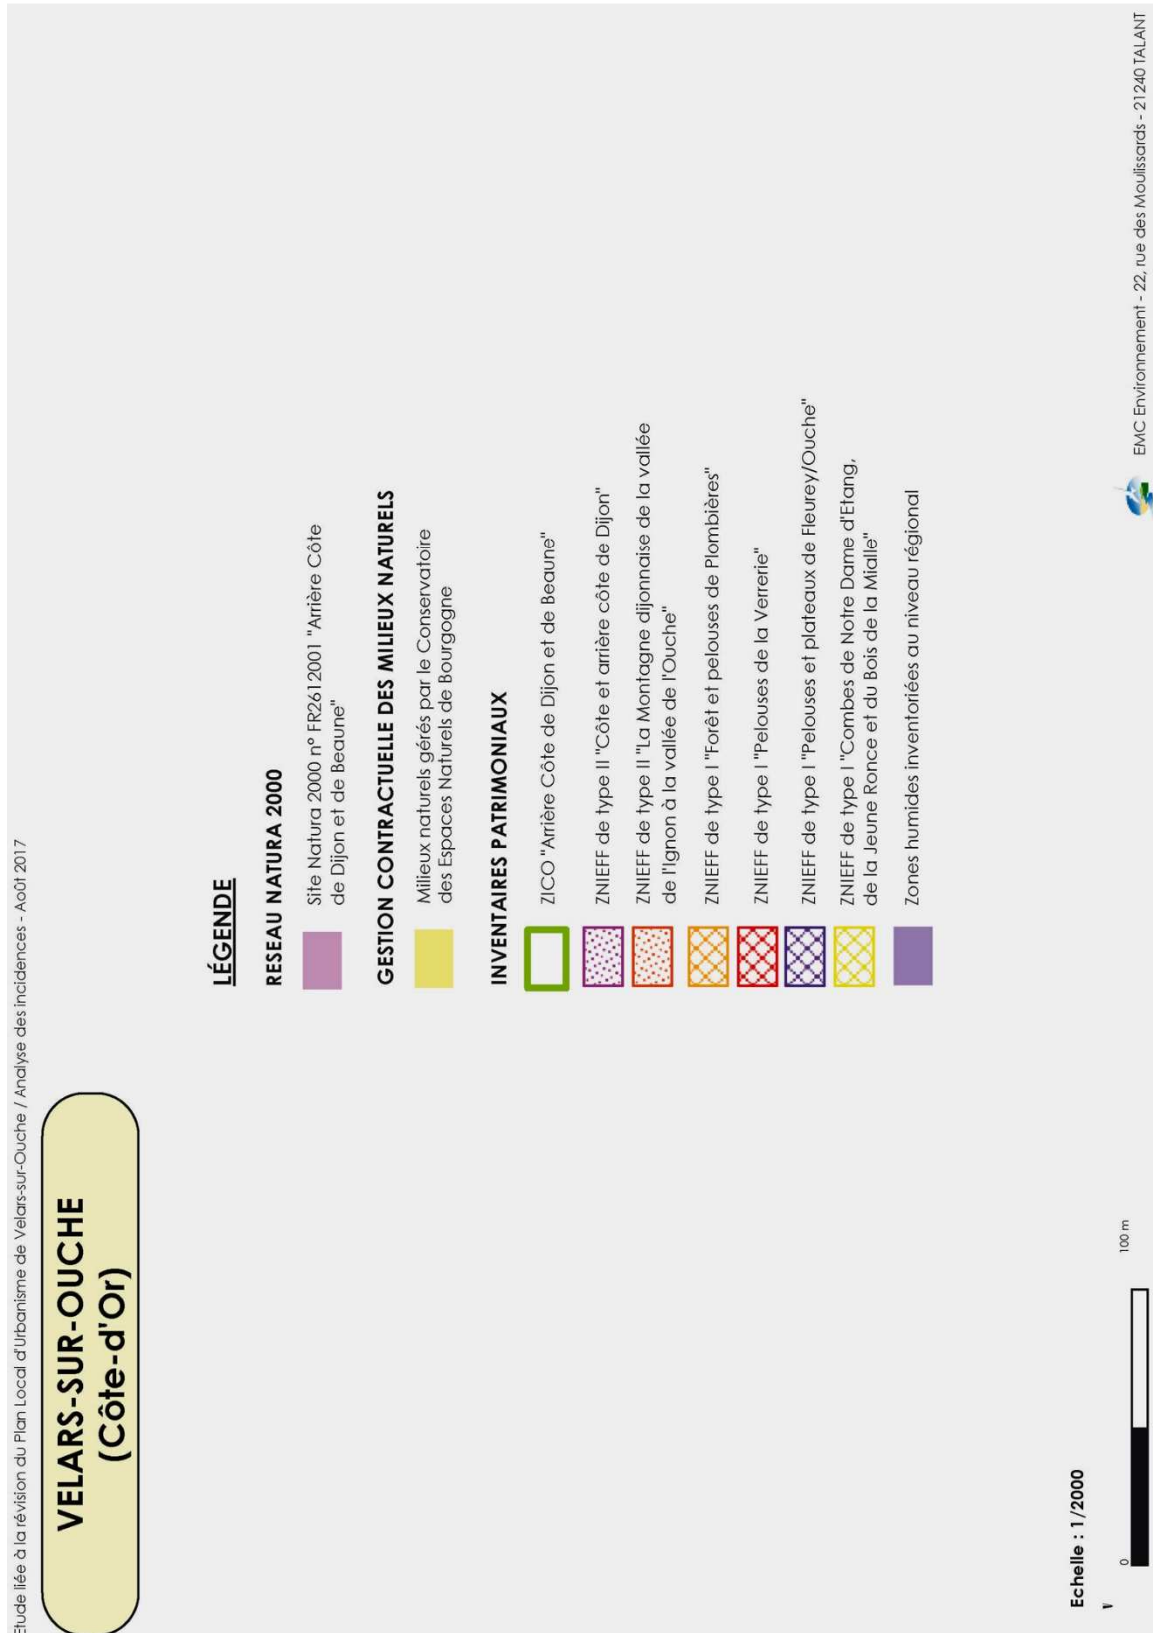 Etude liée à la révision du Plan Local d'Urbanisme de Velars-sur-Ouche / Analyse des incidences - Août 2017
VELARS-SUR-OUCHE
(Côte-d'Or)
LÉGENDE
RESEAU NATURA 2000
Site Natura 2000 n° FR2612001 "Arrière Côte
de Dijon et de Beaune"
GESTION CONTRACTUELLE DES MILIEUX NATURELS
Milieux naturels gérés par le Conservatoire
des Espaces Naturels de Bourgogne
INVENTAIRES PATRIMONIAUX
ZICO "Arrière Côte de Dijon et de Beaune"
ZNIEFF de type II "Côte et arrière côte de Dijon"
ZNIEFF de type II "La Montagne dijonnaise de la vallée
de l'Ignon à la vallée de l'Ouche"
ZNIEFF de type I "Forêt et pelouses de Plombières"
ZNIEFF de type I "Pelouses de la Verrerie"
ZNIEFF de type I "Pelouses et plateaux de Fleurey/Ouche"
ZNIEFF de type I "Combes de Notre Dame d'Etang,
de la Jeune Ronce et du Bois de la Mialle"
Zones humides inventoriées au niveau régional
Echelle : 1/2000
0
100 m
EMC Environnement - 22, rue des Moulissards - 21240 TALANT